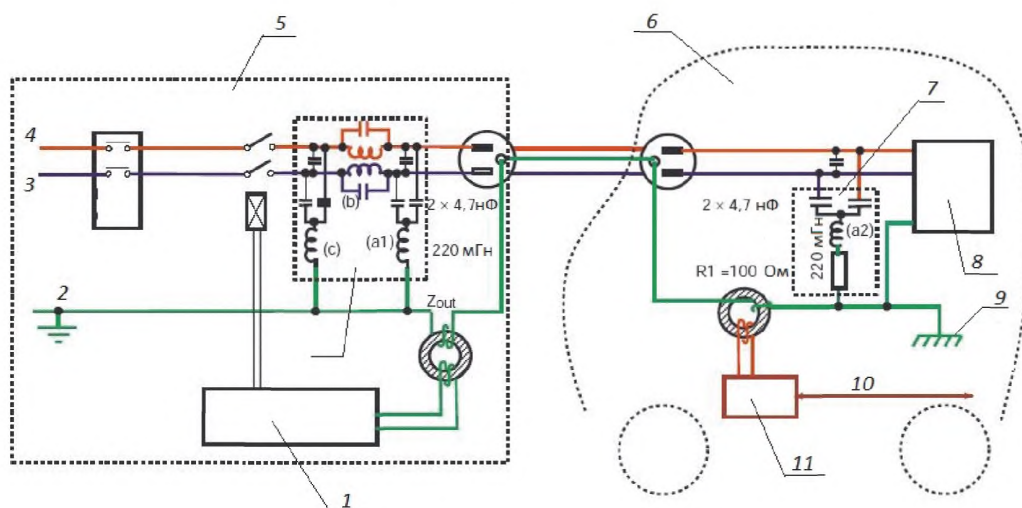 5
6
7
4
3
(b)
2 × 4,7нФ
(c)
(a1)
220 мГн
2 × 4,7 нФ
220 мГн
(a2)
8
R1 =100 Ом
2
Zout
9
10
11
1